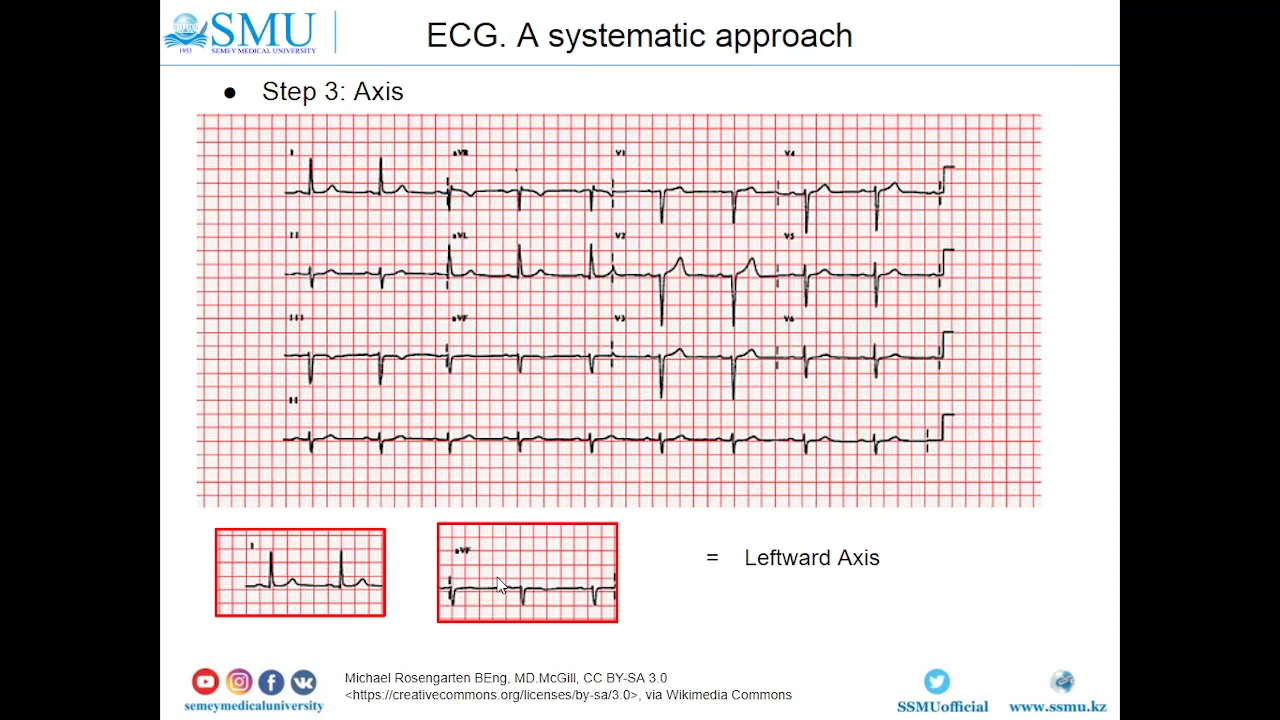 SMU
SEMEY MEDICAL UNIVERSITY
1953
ECG. A systematic approach
● Step 3: Axis
I aVR V1 V4
II aVL V2 V5
III aVF V3 V6
II
I
aVF
= Leftward Axis
Michael Rosengarten BEng, MD.McGill, CC BY-SA 3.0
<https://creativecommons.org/licenses/by-sa/3.0>, via Wikimedia Commons
semeymedicaluniversity
SSMUofficial
www.ssmu.kz